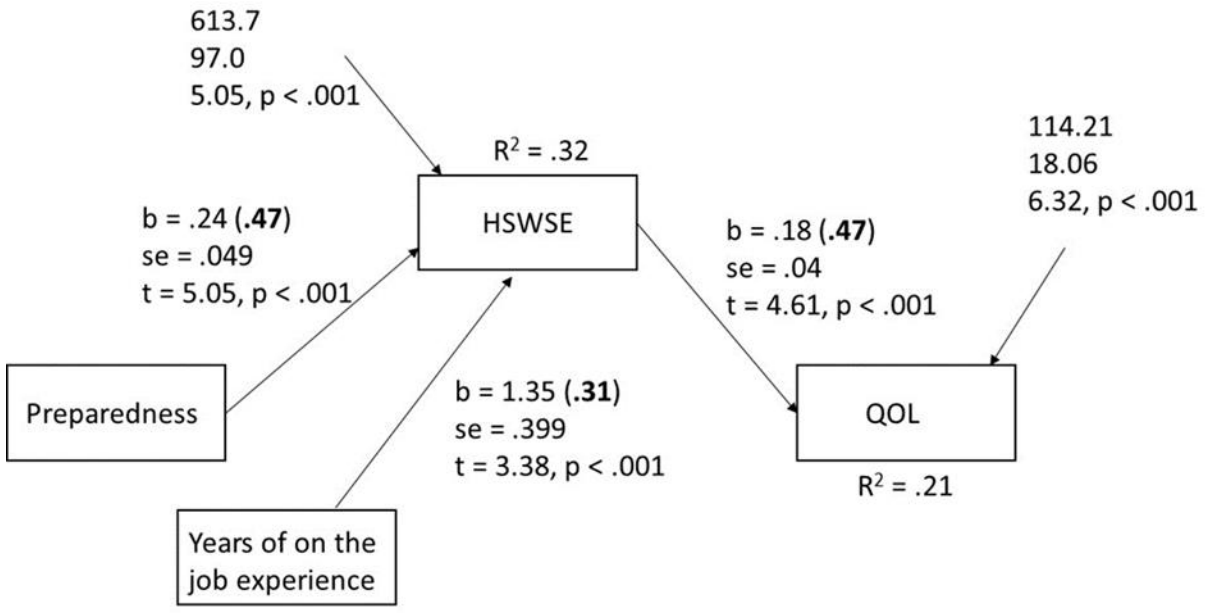 613.7
97.0
5.05, p < .001
R² = .32
HSWSE
114.21
18.06
6.32, p < .001
b = .24 (.47)
se = .049
t = 5.05, p < .001
b = .18 (.47)
se = .04
t = 4.61, p < .001
Preparedness
b = 1.35 (.31)
se = .399
t = 3.38, p < .001
QOL
R² = .21
Years of on the
job experience